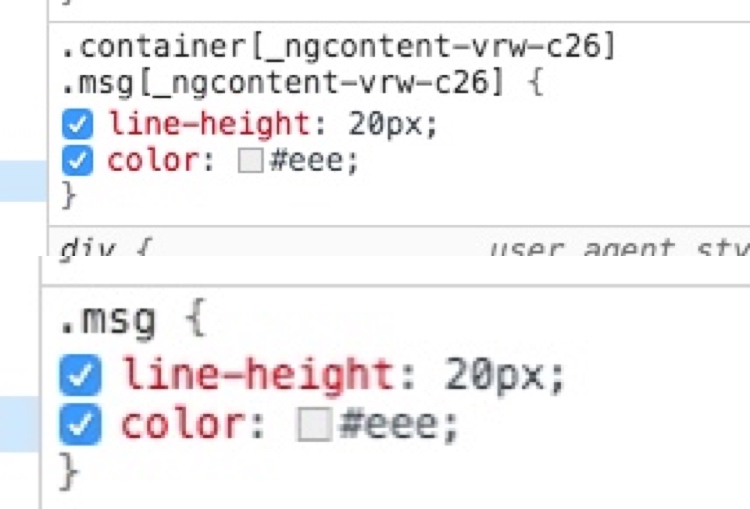 }
.container[_ngcontent-vrw-c26]
.msg[_ngcontent-vrw-c26] {
line-height: 20px;
color: #eee;
}
div { user agent sty
.msg {
line-height: 20px;
color: #eee;
}